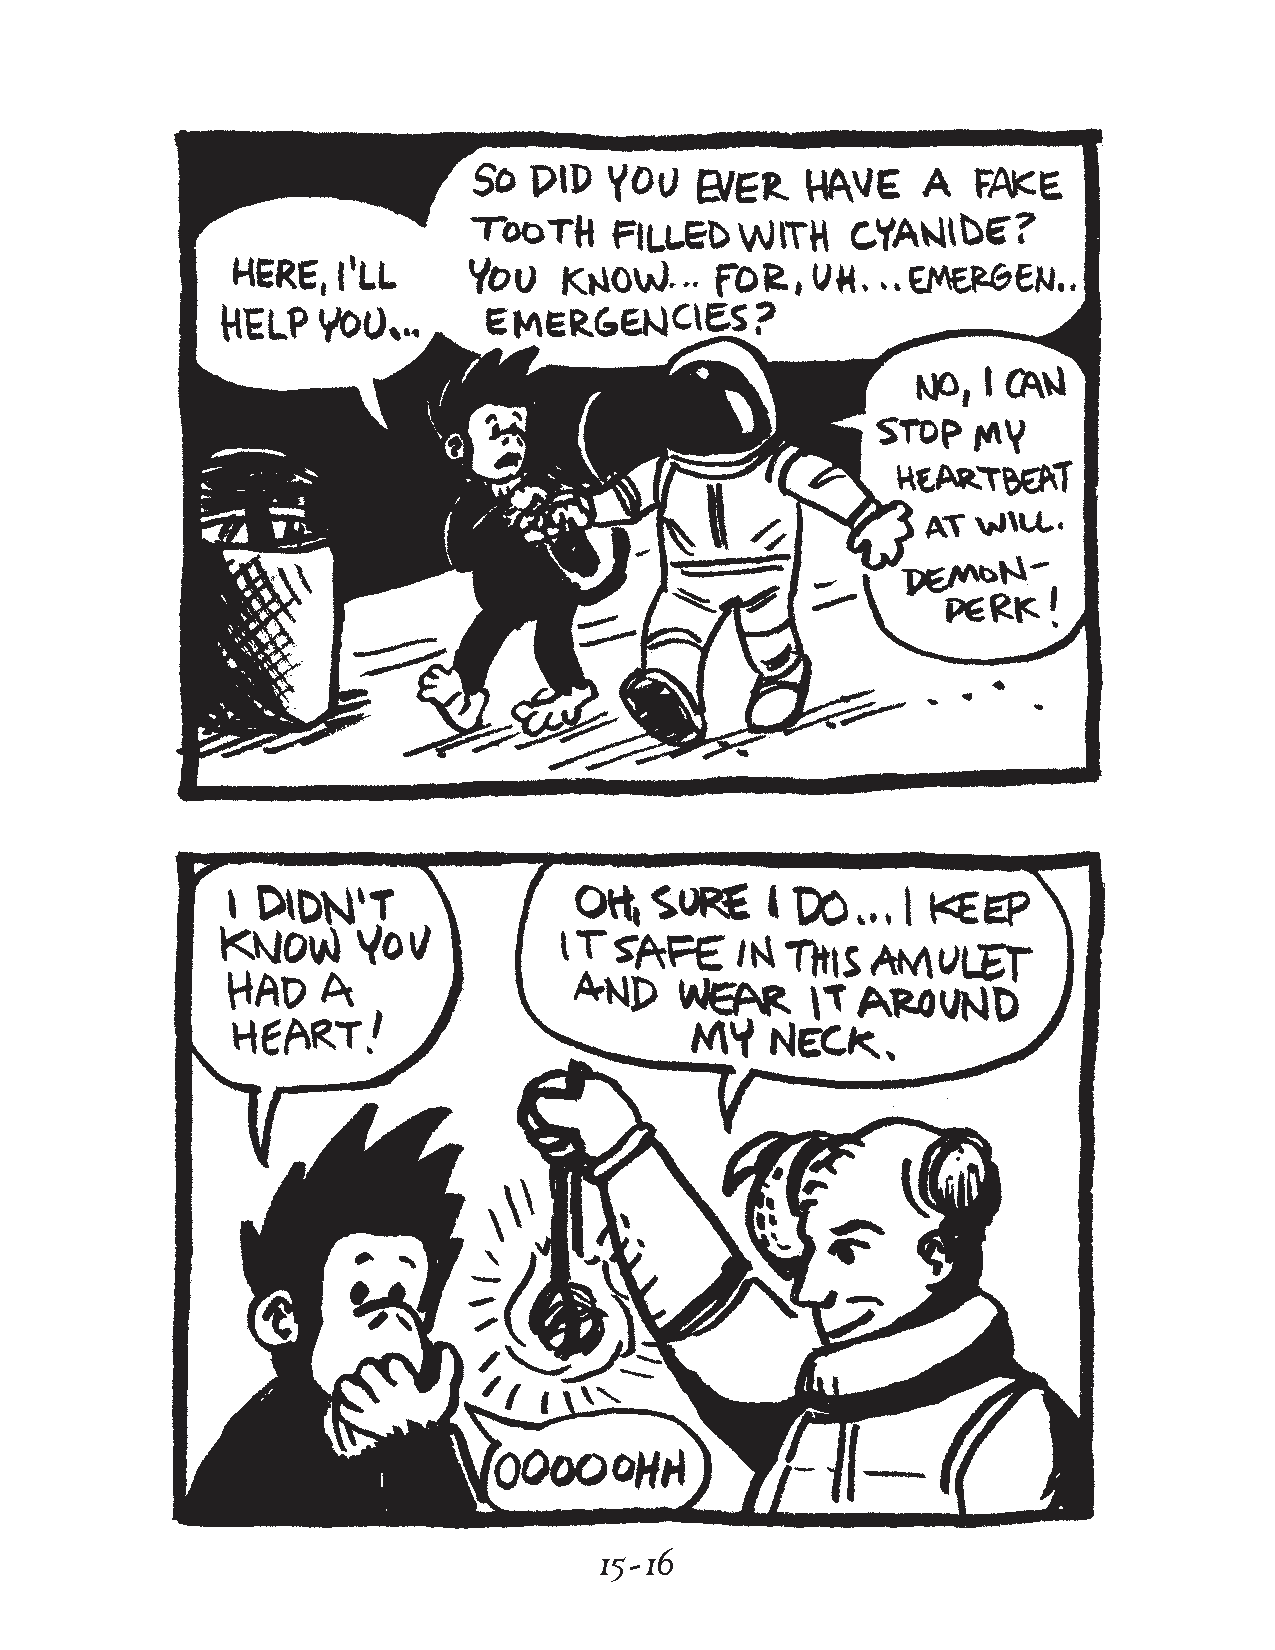 HERE, I'LL
HELP YOU...
SO DID YOU EVER HAVE A FAKE
TOOTH FILLED WITH CYANIDE?
YOU KNOW... FOR, UH...EMERGEN..
EMERGENCIES?
NO, I CAN
STOP MY
HEARTBEAT
AT WILL.
DEMON-
PERK!
I DIDN'T
KNOW YOU
HAD A
HEART!
OH, SURE I DO... I KEEP
IT SAFE IN THIS AMULET
AND WEAR IT AROUND
MY NECK.
OOOOOHH
15-16